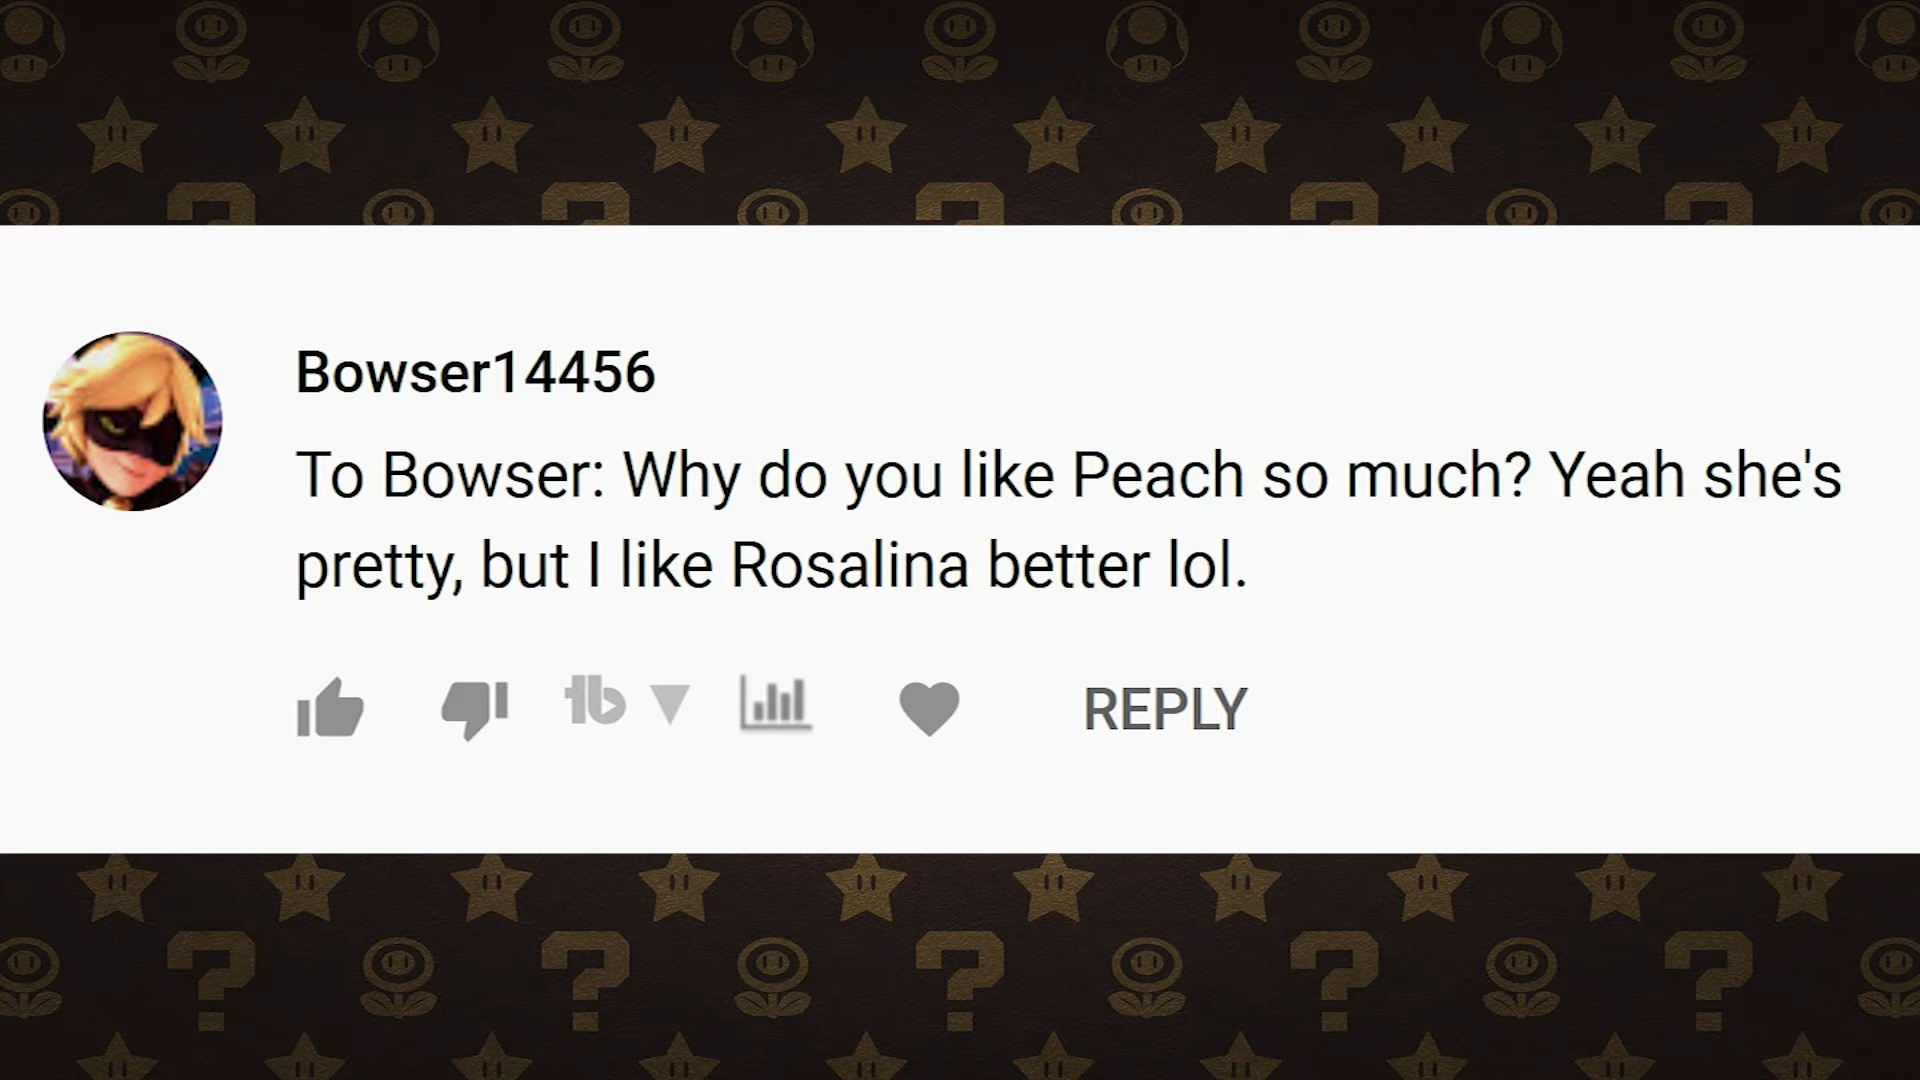 Bowser14456
To Bowser: Why do you like Peach so much? Yeah she's
pretty, but I like Rosalina better lol.
REPLY